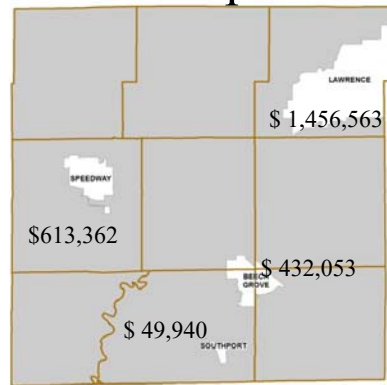 LAWRENCE
$ 1,456,563
SPEEDWAY
$613,362
$ 432,053
BEECH
GROVE
$ 49,940
SOUTHPORT